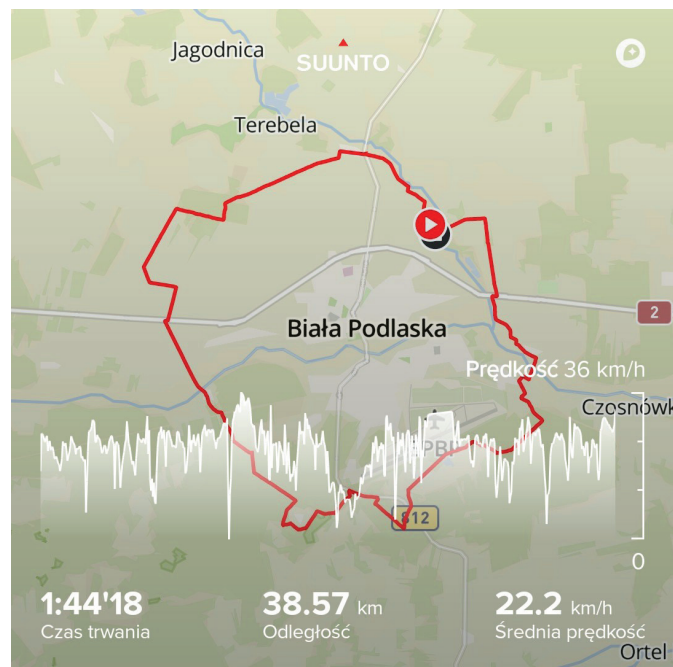 Jagodnica
SUUNTO
Terebela
2
Biała Podlaska
Prędkość 36 km/h
Czosnówk
PBI
812
0
1:44'18
38.57 km
22.2 km/h
Czas trwania
Odległość
Średnia prędkość
Ortel